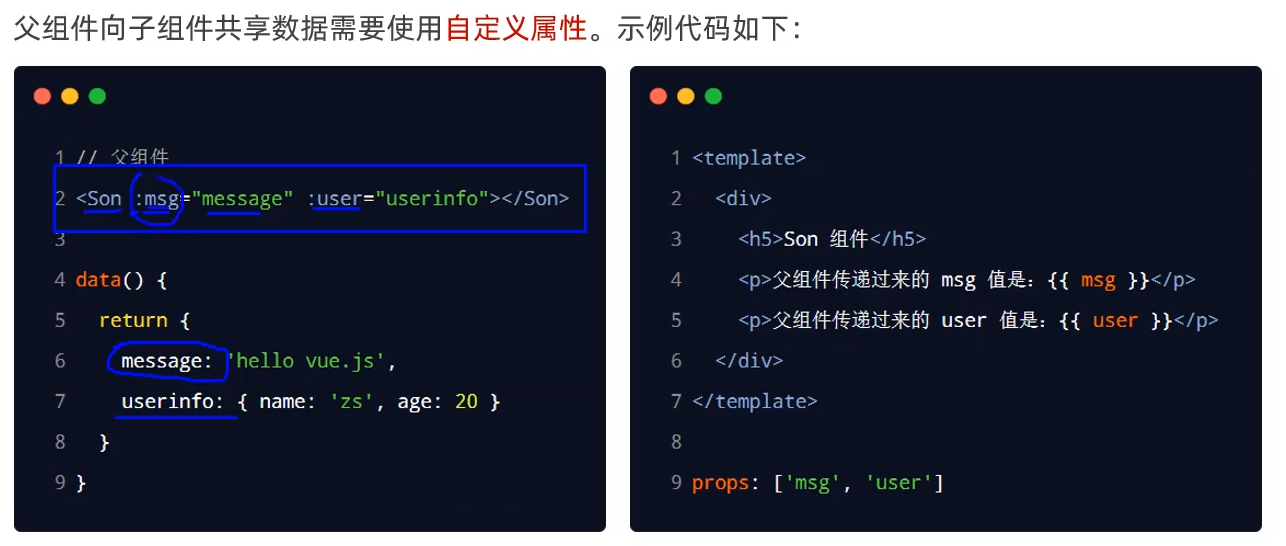 父组件向子组件共享数据需要使用自定义属性。示例代码如下：
1 // 父组件
2 <Son :msg="message" :user="userinfo"></Son>
3
4 data() {
5   return {
6     message: 'hello vue.js',
7     userinfo: { name: 'zs', age: 20 }
8   }
9 }
1 <template>
2   <div>
3     <h5>Son 组件</h5>
4     <p>父组件传递过来的 msg 值是：{{ msg }}</p>
5     <p>父组件传递过来的 user 值是：{{ user }}</p>
6   </div>
7 </template>
8
9 props: ['msg', 'user']